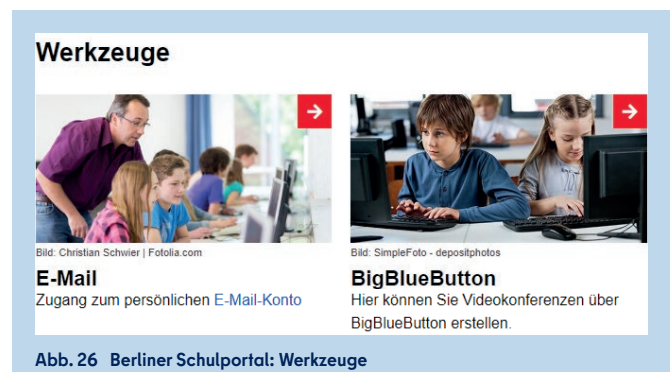 Werkzeuge
Bild: Christian Schwier | Fotolia.com
E-Mail
Zugang zum persönlichen E-Mail-Konto
Bild: SimpleFoto - depositphotos
BigBlueButton
Hier können Sie Videokonferenzen über
BigBlueButton erstellen.
Abb. 26 Berliner Schulportal: Werkzeuge